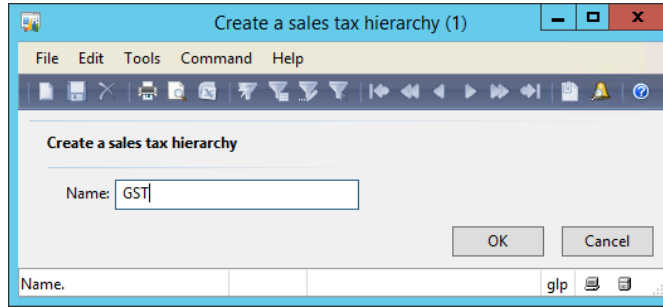 Create a sales tax hierarchy (1)
File Edit Tools Command Help
Create a sales tax hierarchy
Name: GST
OK Cancel
Name. glp